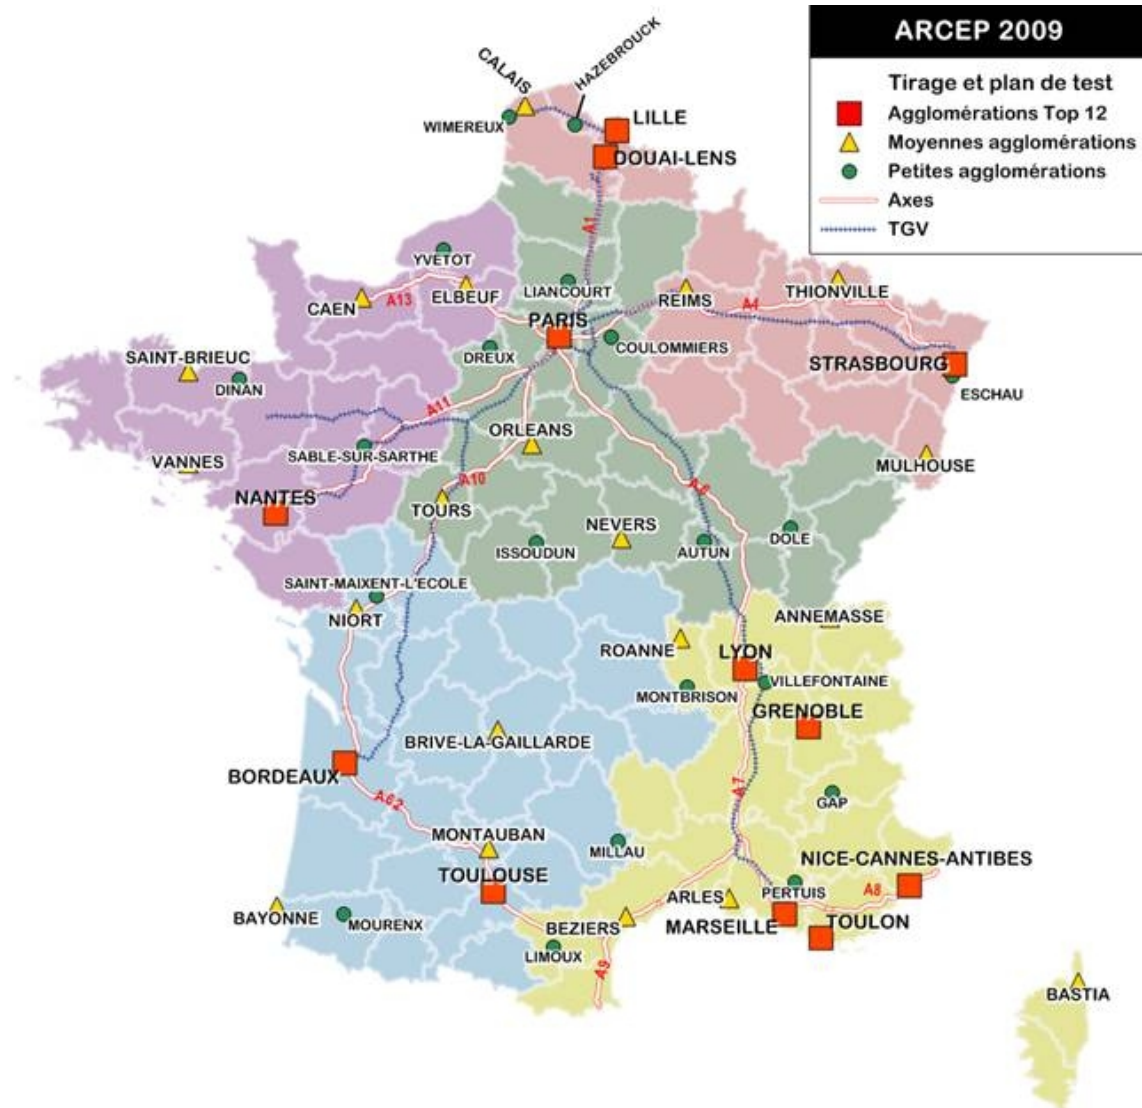 ARCEP 2009
Tirage et plan de test
Agglomérations Top 12
Moyennes agglomérations
Petites agglomérations
Axes
TGV
HAZEBROUCK
CALAIS
WIMEREUX
LILLE
DOUAI-LENS
A1
YVETOT
CAEN
A13
ELBEUF
LIANCOURT
REIMS
A4
THIONVILLE
PARIS
DREUX
COULOMMIERS
STRASBOURG
ESCHAU
SAINT-BRIEUC
DINAN
A11
ORLEANS
SABLE-SUR-SARTHE
VANNES
MULHOUSE
A10
A6
NANTES
TOURS
NEVERS
ISSOUDUN
AUTUN
DOLE
SAINT-MAIXENT-L'ECOLE
NIORT
ANNEMASSE
ROANNE
LYON
MONTBRISON
VILLEFONTAINE
GRENOBLE
BRIVE-LA-GAILLARDE
BORDEAUX
A62
A7
GAP
MONTAUBAN
MILLAU
NICE-CANNES-ANTIBES
TOULOUSE
PERTUIS
A8
ARLES
BAYONNE
MOURENX
BEZIERS
MARSEILLE
TOULON
LIMOUX
A9
BASTIA